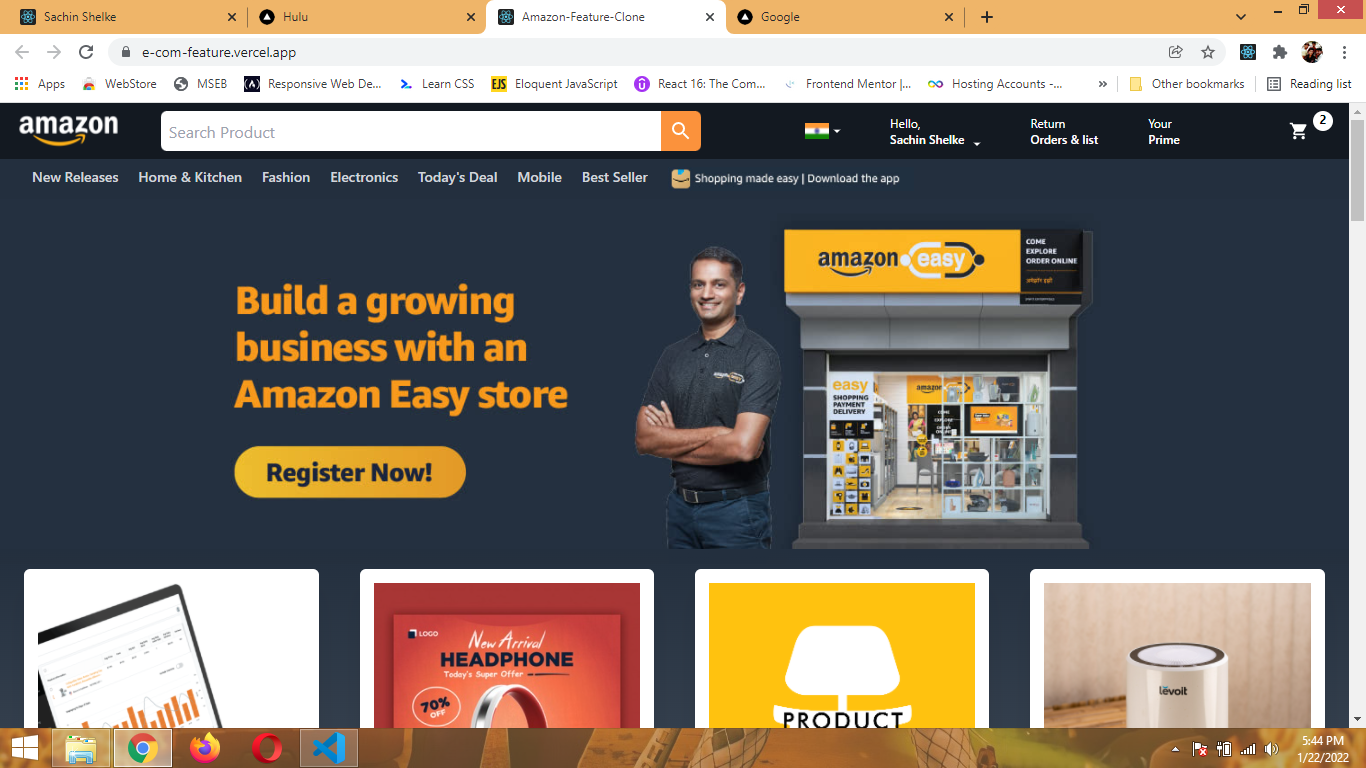 Sachin Shelke
Hulu
Amazon-Feature-Clone
Google
e-com-feature.vercel.app
Apps
WebStore
MSEB
Responsive Web De...
Learn CSS
EJS
Eloquent JavaScript
React 16: The Com...
Frontend Mentor |...
Hosting Accounts -...
»
Other bookmarks
Reading list
amazon
Search Product
Hello,
Sachin Shelke
Return
Orders & list
Your
Prime
2
New Releases
Home & Kitchen
Fashion
Electronics
Today's Deal
Mobile
Best Seller
Shopping made easy | Download the app
Build a growing
business with an
Amazon Easy store
Register Now!
amazon easy
COME
EXPLORE
ORDER ONLINE
easy
SHOPPING
PAYMENT
DELIVERY
amazon
LOGO
New Arrival
HEADPHONE
Today's Super Offer
70%
OFF
PRODUCT
levoit
5:44 PM
1/22/2022